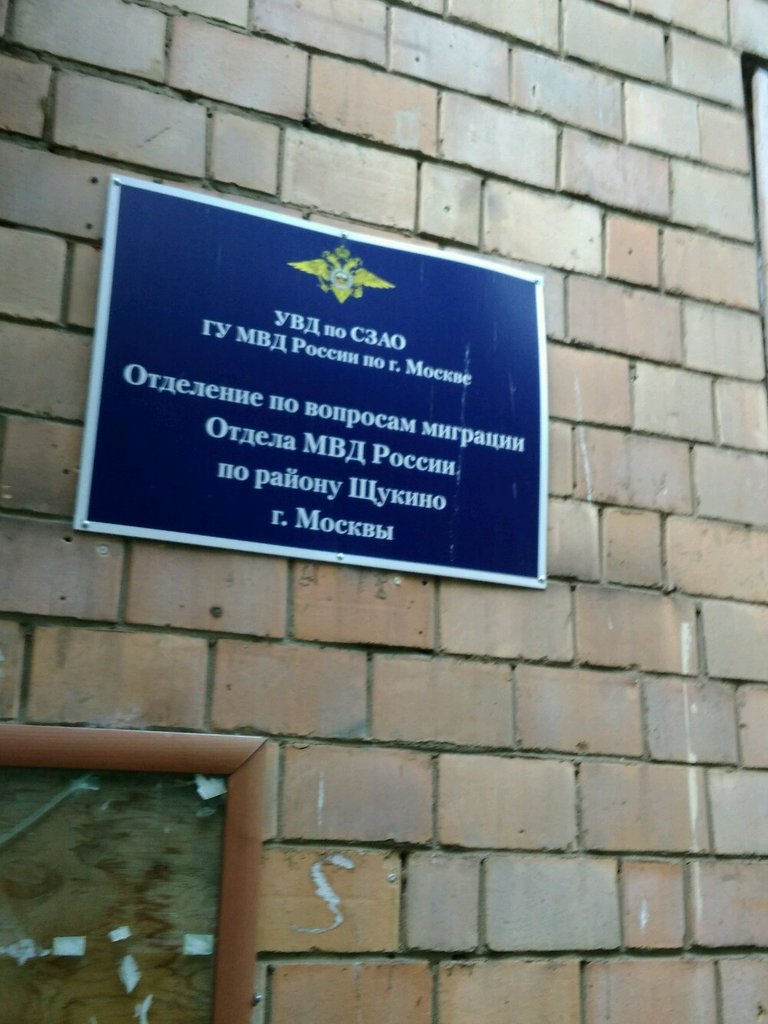 УВД по СЗАО
ГУ МВД России по г. Москве
Отделение по вопросам миграции
Отдела МВД России
по району Щукино
г. Москвы